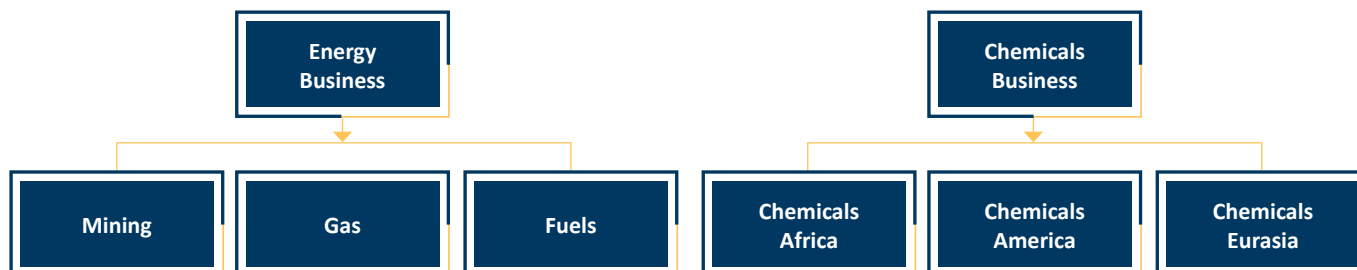 Energy
Business
Chemicals
Business
Mining
Gas
Fuels
Chemicals
Africa
Chemicals
America
Chemicals
Eurasia